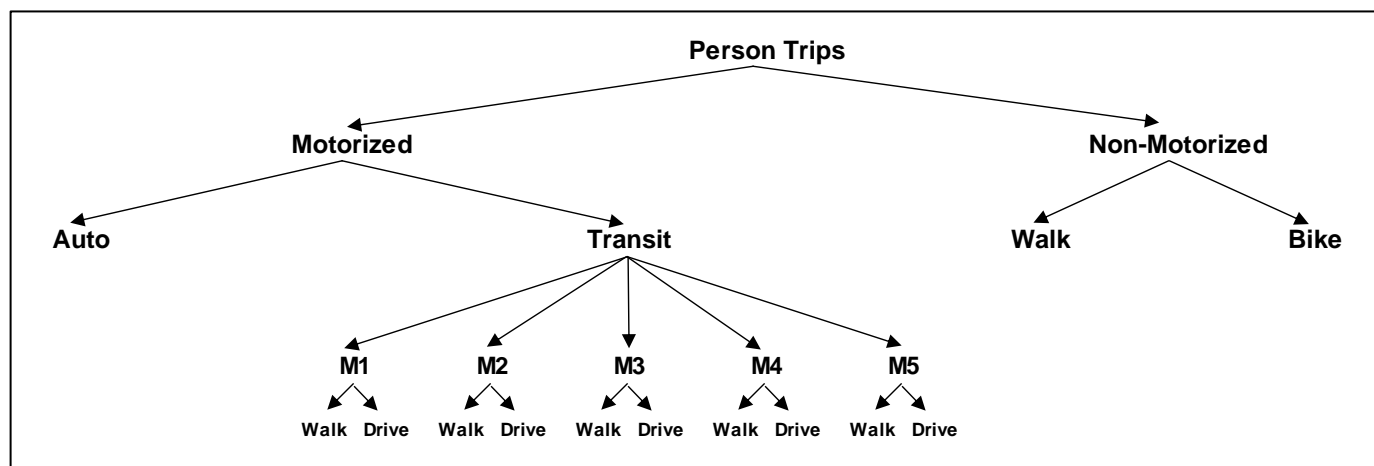 Person Trips
Motorized Non-Motorized
Auto Transit Walk Bike
M1 M2 M3 M4 M5
Walk Drive Walk Drive Walk Drive Walk Drive Walk Drive